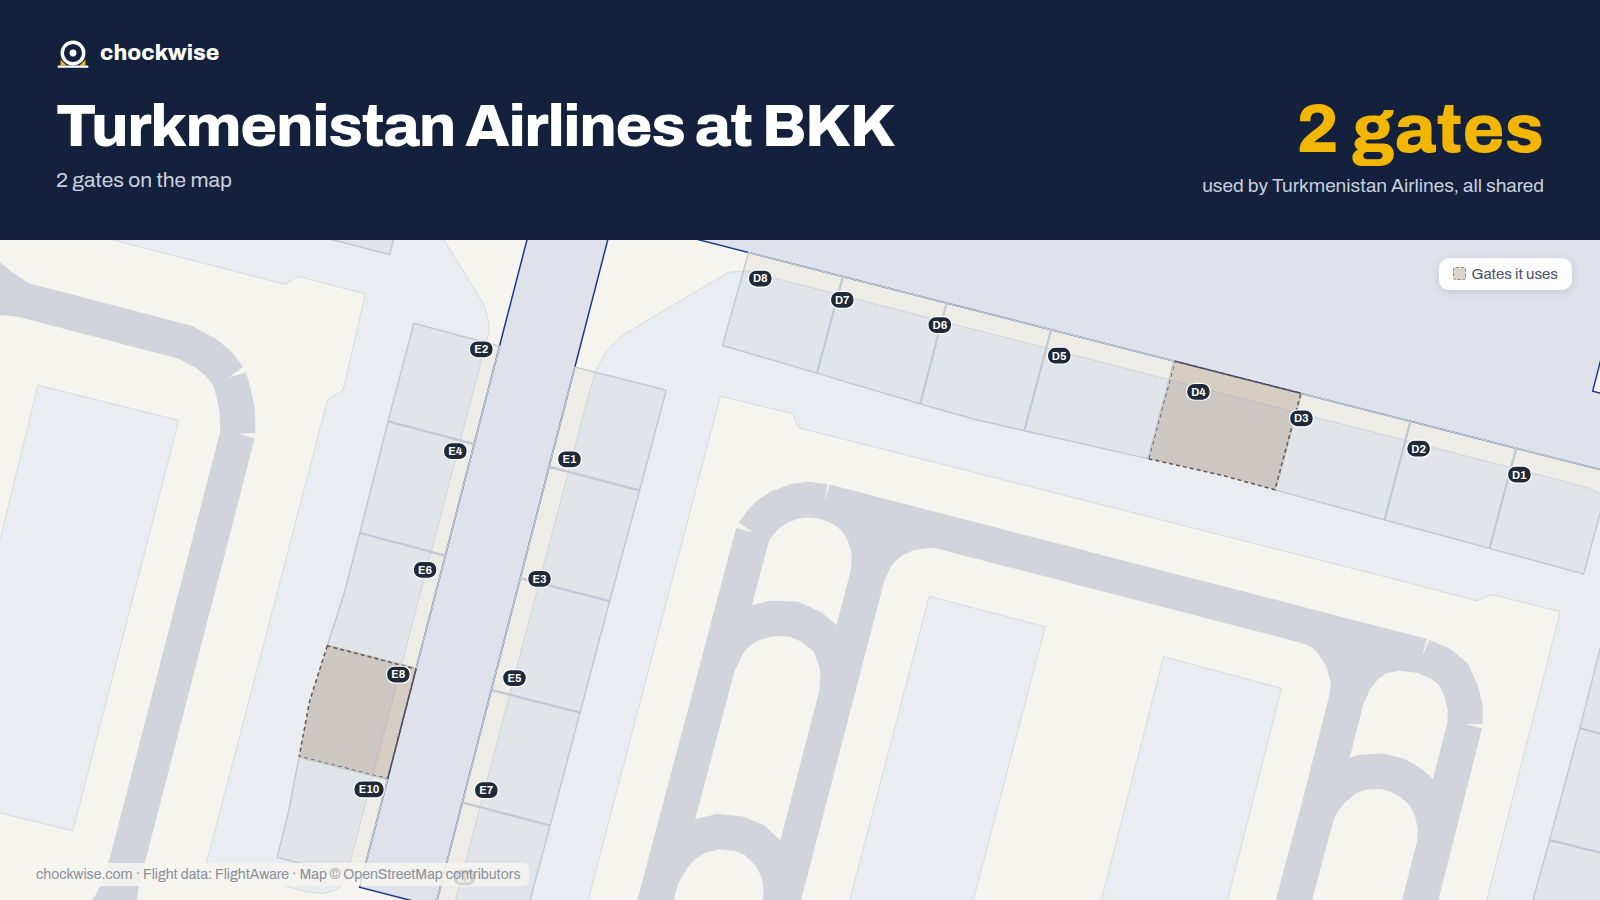 chockwise
Turkmenistan Airlines at BKK
2 gates on the map
2 gates
used by Turkmenistan Airlines, all shared
Gates it uses
D8
D7
D6
D5
D4
D3
D2
D1
E2
E4
E1
E6
E3
E8
E5
E10
E7
chockwise.com · Flight data: FlightAware · Map © OpenStreetMap contributors